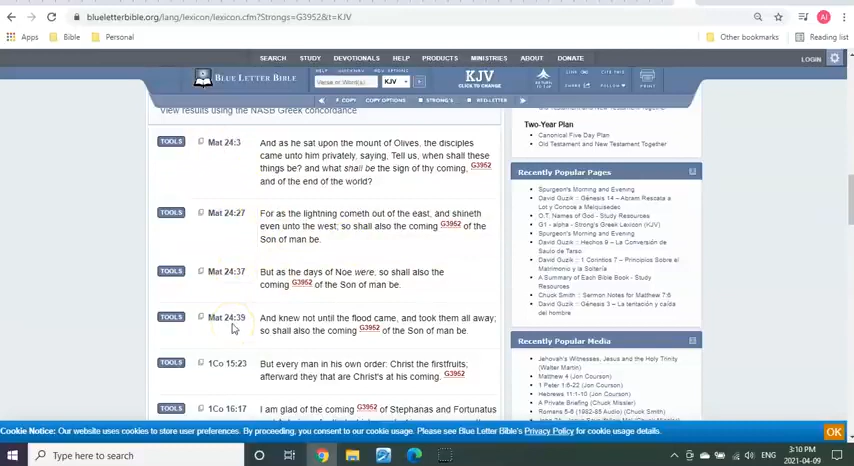 blueletterbible.org/lang/lexicon/lexicon.cfm?Strongs=G3952&t=KJV
AI
Apps Bible Personal
Other bookmarks Reading list
SEARCH STUDY DEVOTIONALS HELP PRODUCTS MINISTRIES ABOUT DONATE
LOGIN
BLUE LETTER BIBLE
Verse or Word(s)
KJV
KJV
CLICK TO CHANGE
COPY COPY OPTIONS STRONG'S RED-LETTER
View results using the NASB Greek concordance
TOOLS Mat 24:3 And as he sat upon the mount of Olives, the disciples
came unto him privately, saying, Tell us, when shall these
things be? and what shall be the sign of thy coming, G3952
and of the end of the world?
TOOLS Mat 24:27 For as the lightning cometh out of the east, and shineth
even unto the west; so shall also the coming G3952 of the
Son of man be.
TOOLS Mat 24:37 But as the days of Noe were, so shall also the
coming G3952 of the Son of man be.
TOOLS Mat 24:39 And knew not until the flood came, and took them all away;
so shall also the coming G3952 of the Son of man be.
TOOLS 1Co 15:23 But every man in his own order: Christ the firstfruits;
afterward they that are Christ's at his coming. G3952
TOOLS 1Co 16:17 I am glad of the coming G3952 of Stephanas and Fortunatus
Two-Year Plan
Canonical Five Day Plan
Old Testament and New Testament Together
Recently Popular Pages
Spurgeon's Morning and Evening
David Guzik :: Génesis 14 – Abram Rescata a
Lot y Conoce a Melquisedec
O.T. Names of God - Study Resources
G1 - alpha - Strong's Greek Lexicon (KJV)
Spurgeon's Morning and Evening
David Guzik :: Hechos 9 – La Conversión de
Saulo de Tarso
David Guzik :: 1 Corintios 7 – Principios Sobre el
Matrimonio y la Soltería
A Summary of Each Bible Book - Study
Resources
Chuck Smith :: Sermon Notes for Matthew 7:6
David Guzik :: Génesis 3 – La tentación y caída
del hombre
Recently Popular Media
Jehovah's Witnesses, Jesus and the Holy Trinity
(Walter Martin)
Matthew 4 (Jon Courson)
1 Peter 1:6-22 (Jon Courson)
Hebrews 11:1-10 (Jon Courson)
A Private Briefing (Chuck Missler)
Romans 5-6 (1982-85 Audio) (Chuck Smith)
Cookie Notice: Our website uses cookies to store user preferences. By proceeding, you consent to our cookie usage. Please see Blue Letter Bible's Privacy Policy for cookie usage details.
OK
Type here to search
ENG
3:10 PM
2021-04-09